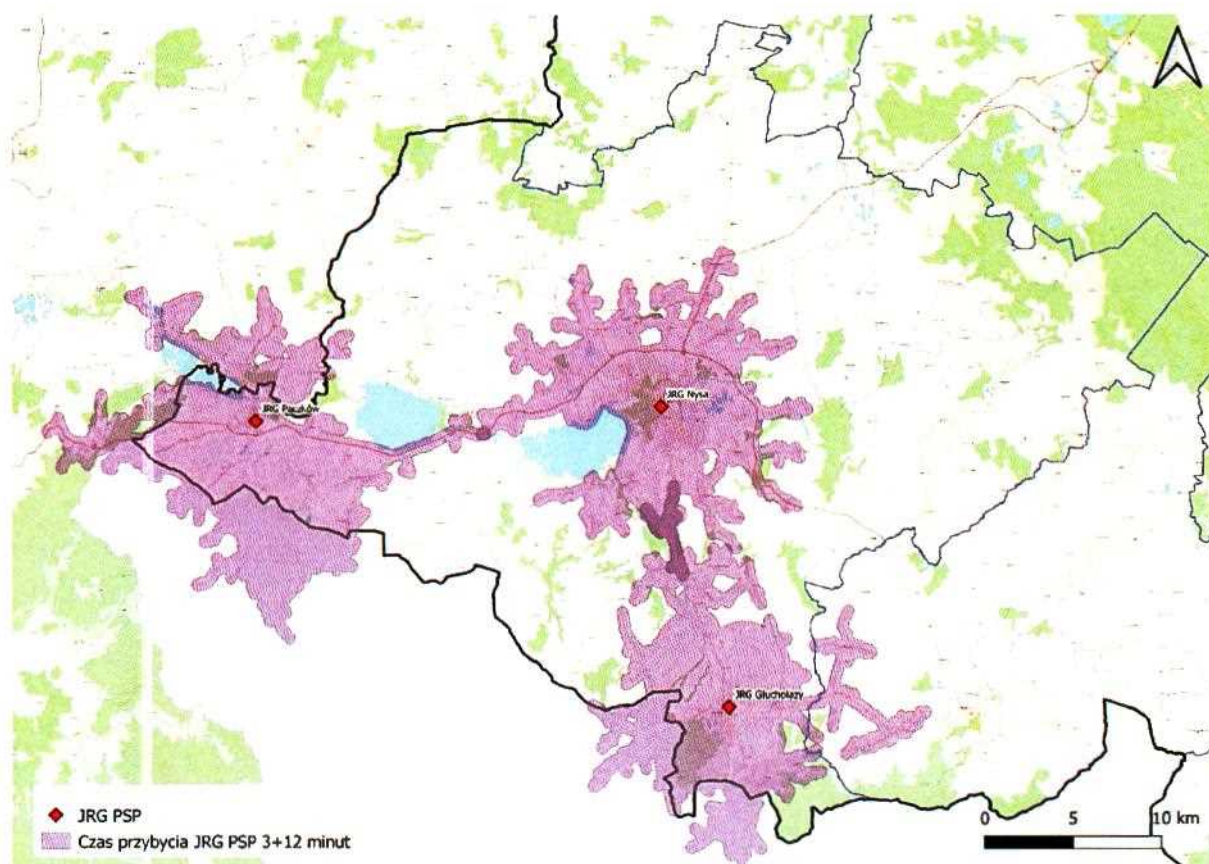 JRG Paczków
JRG Nysa
JRG Głuchołazy
JRG PSP
Czas przybycia JRG PSP 3+12 minut
0 5 10 km